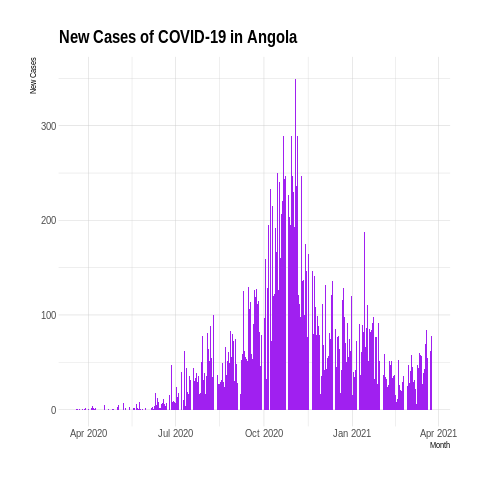 New Cases of COVID-19 in Angola
New Cases
300
200
100
0
Apr 2020 Jul 2020 Oct 2020 Jan 2021 Apr 2021
Month